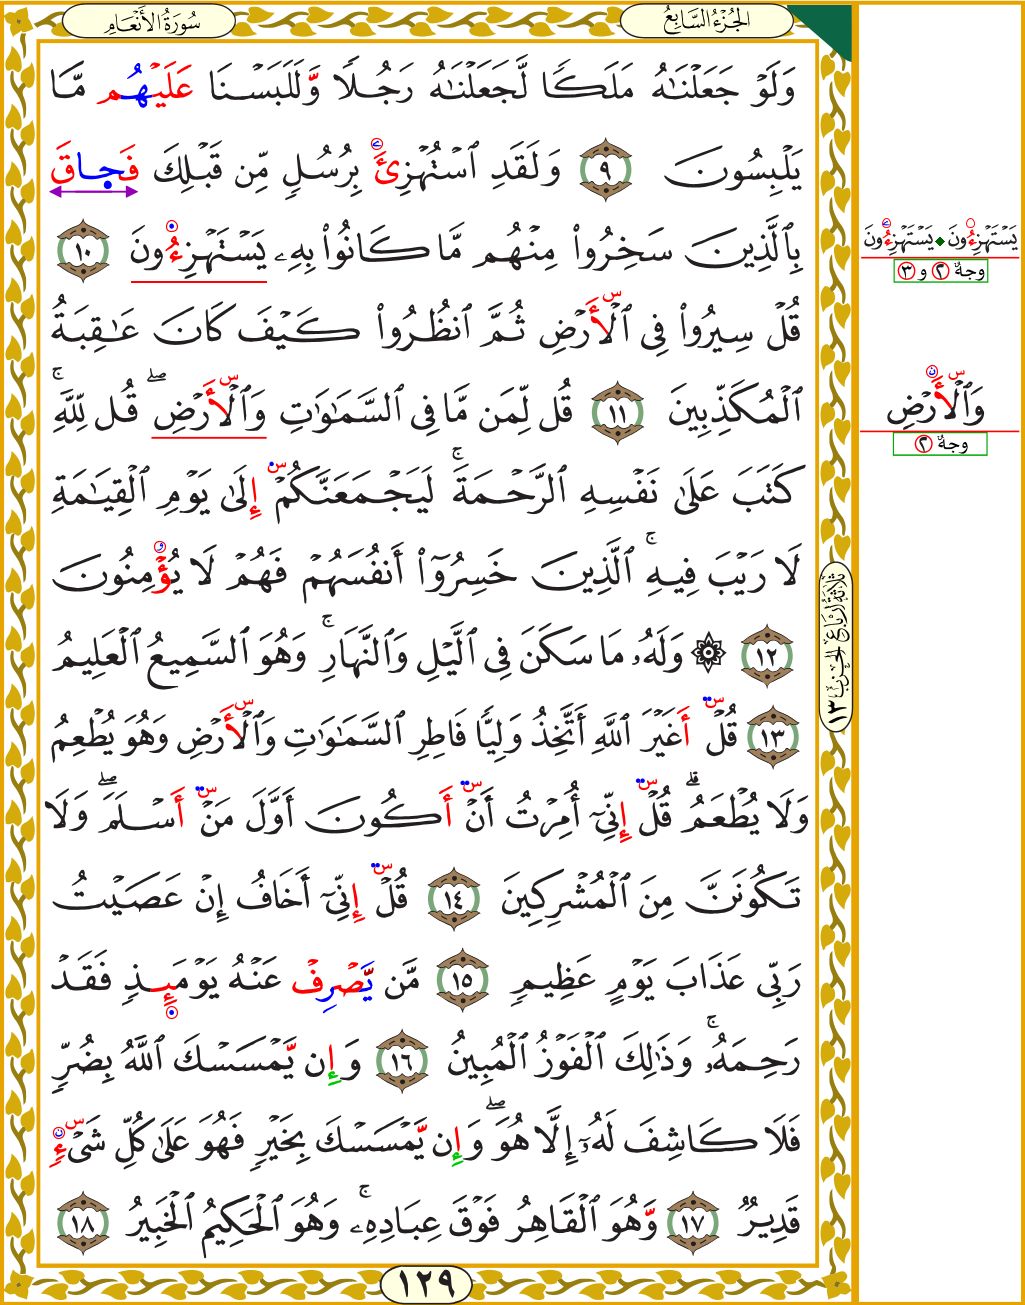 الجُزْءُ السَّابِعُ
سُورَةُ الأَنْعَامِ
وَلَوْ جَعَلْنَٰهُ مَلَكًا لَّجَعَلْنَٰهُ رَجُلًا وَّلَلَبَسْنَا عَلَيْهُم مَّا
يَلْبِسُونَ ٩ وَلَقَدِ ٱسْتُهْزِئَ بِرُسُلٍ مِّن قَبْلِكَ فَحَاقَ
بِٱلَّذِينَ سَخِرُوا۟ مِنْهُم مَّا كَانُوا۟ بِهِۦ يَسْتَهْزِءُونَ ١٠
قُلْ سِيرُوا۟ فِى ٱلْأَرْضِ ثُمَّ ٱنظُرُوا۟ كَيْفَ كَانَ عَٰقِبَةُ
ٱلْمُكَذِّبِينَ ١١ قُل لِّمَن مَّا فِى ٱلسَّمَٰوَٰتِ وَٱلْأَرْضِ ۖ قُل لِّلَّهِ ۚ
كَتَبَ عَلَىٰ نَفْسِهِ ٱلرَّحْمَةَ ۚ لَيَجْمَعَنَّكُمْ إِلَىٰ يَوْمِ ٱلْقِيَٰمَةِ
لَا رَيْبَ فِيهِ ۚ ٱلَّذِينَ خَسِرُوٓا۟ أَنفُسَهُمْ فَهُمْ لَا يُؤْمِنُونَ
١٢ ۞ وَلَهُۥ مَا سَكَنَ فِى ٱلَّيْلِ وَٱلنَّهَارِ ۚ وَهُوَ ٱلسَّمِيعُ ٱلْعَلِيمُ
١٣ قُلْ أَغَيْرَ ٱللَّهِ أَتَّخِذُ وَلِيًّا فَاطِرِ ٱلسَّمَٰوَٰتِ وَٱلْأَرْضِ وَهُوَ يُطْعِمُ
وَلَا يُطْعَمُ ۗ قُلْ إِنِّىٓ أُمِرْتُ أَنْ أَكُونَ أَوَّلَ مَنْ أَسْلَمَ ۖ وَلَا
تَكُونَنَّ مِنَ ٱلْمُشْرِكِينَ ١٤ قُلْ إِنِّىٓ أَخَافُ إِنْ عَصَيْتُ
رَبِّى عَذَابَ يَوْمٍ عَظِيمٍ ١٥ مَّن يَّصْرِفْ عَنْهُ يَوْمَئِذٍ فَقَدْ
رَحِمَهُۥ ۚ وَذَٰلِكَ ٱلْفَوْزُ ٱلْمُبِينُ ١٦ وَإِن يَّمْسَسْكَ ٱللَّهُ بِضُرٍّ
فَلَا كَاشِفَ لَهُۥٓ إِلَّا هُوَ ۖ وَإِن يَّمْسَسْكَ بِخَيْرٍ فَهُوَ عَلَىٰ كُلِّ شَىْءٍ
قَدِيرٌ ١٧ وَّهُوَ ٱلْقَاهِرُ فَوْقَ عِبَادِهِۦ ۚ وَهُوَ ٱلْحَكِيمُ ٱلْخَبِيرُ ١٨
١٢٩
يَسْتَهْزِءُونَ ◆ يَسْتَهْزِءُونَ
وجهُ ٢ و ٣
وَٱلْأَرْضِ
وجهُ ٢
ثَلَاثَةُ أَرْبَاعِ الحِزْبِ ١٣